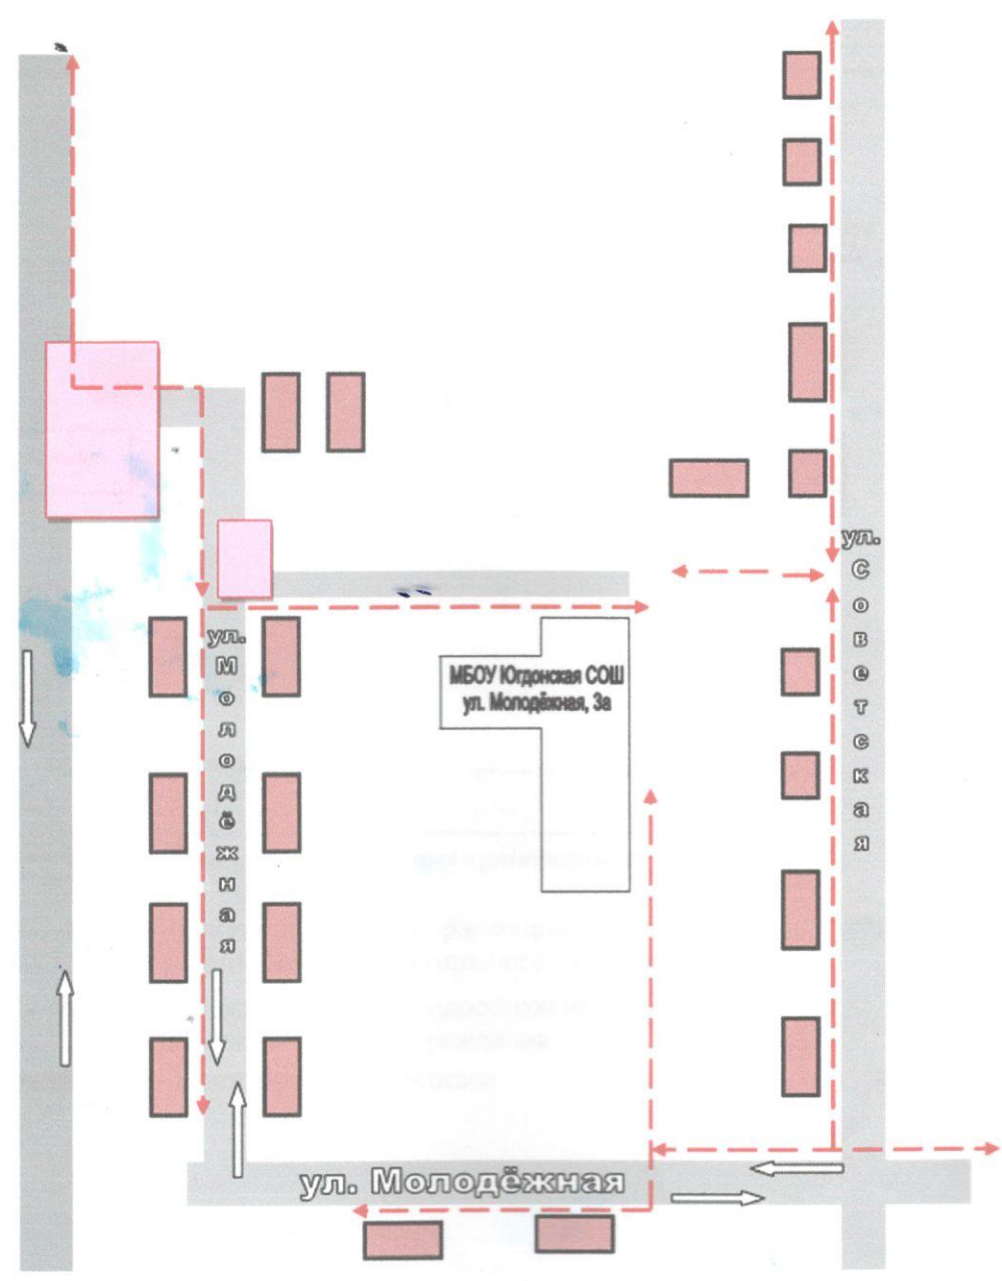 ул. Советская
МБОУ Югдонская СОШ
ул. Молодёжная, 3а
ул. Молодёжная
ул. Молодёжная